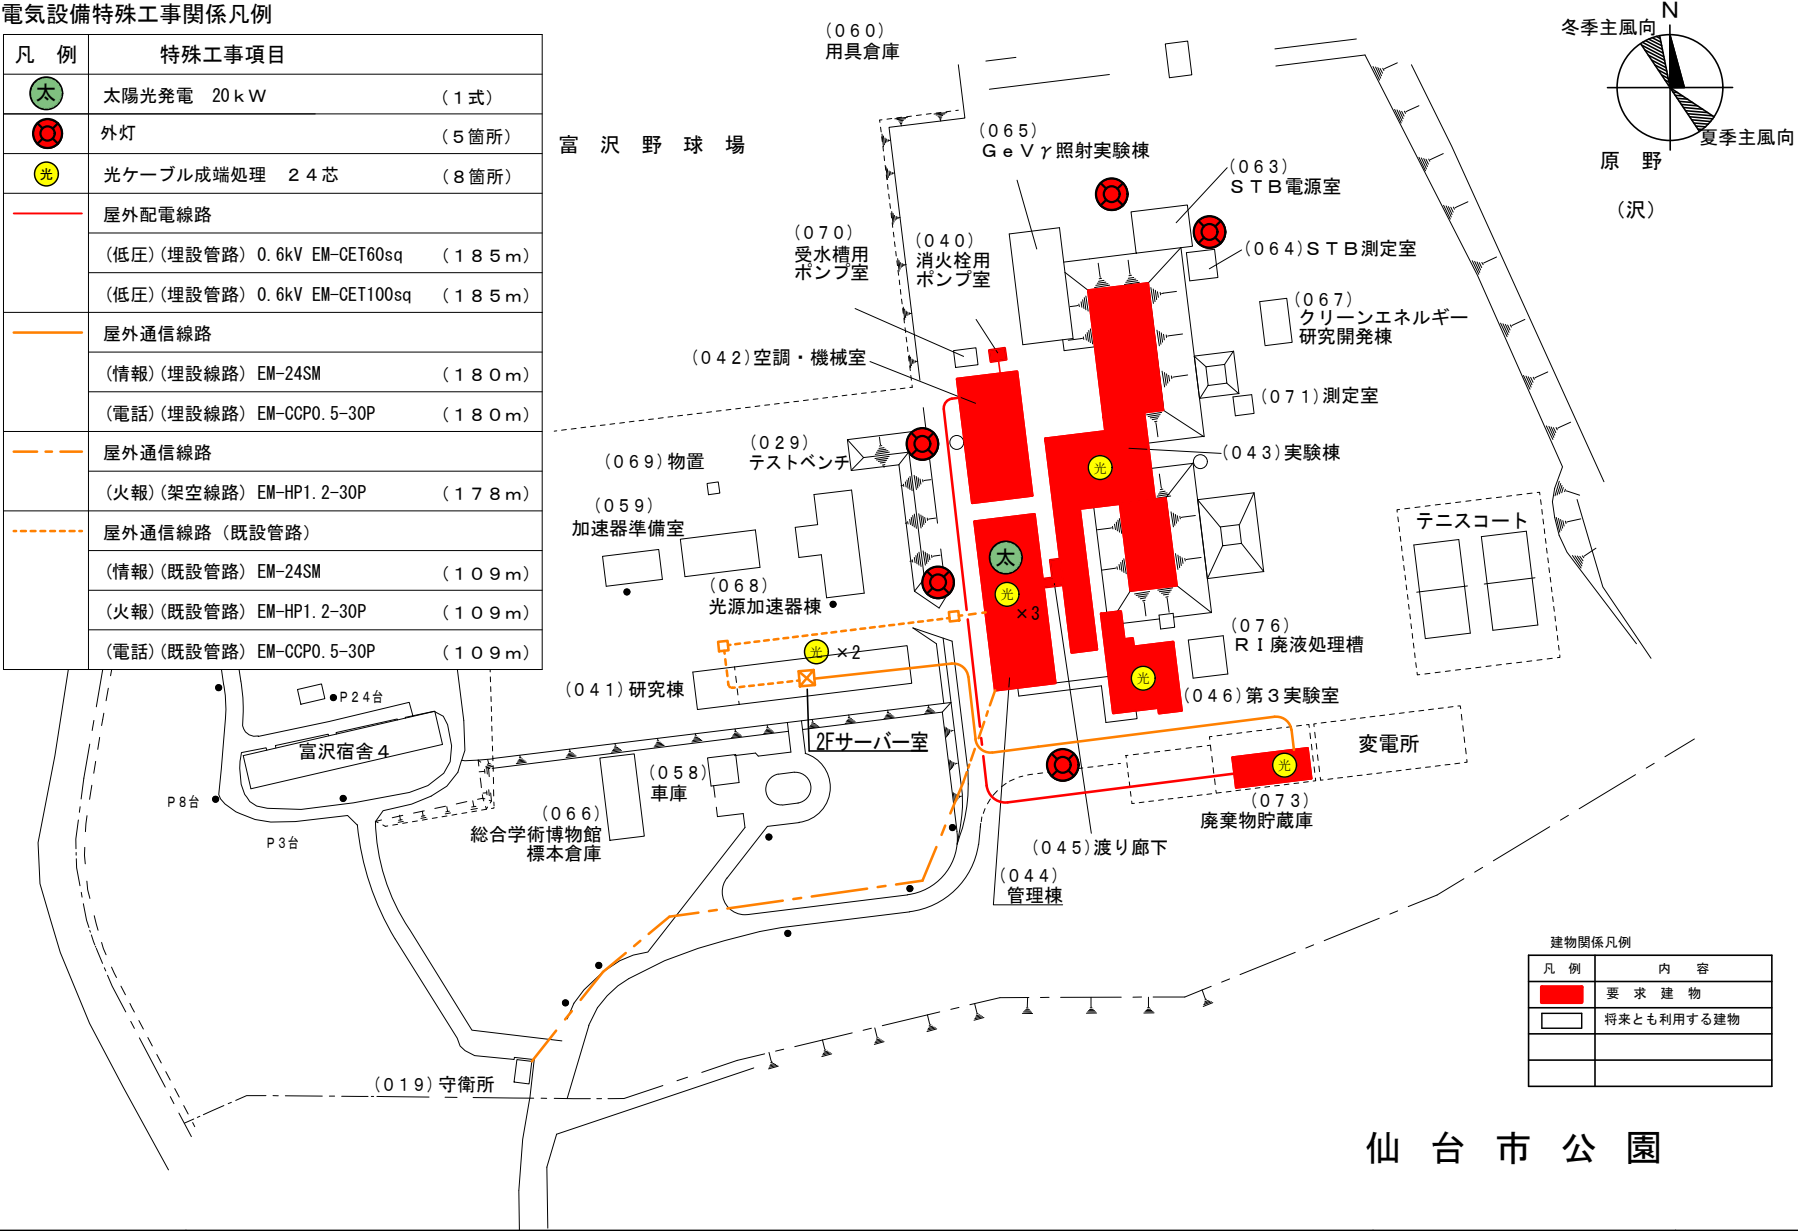 電気設備特殊工事関係凡例
凡　例　特殊工事項目
太　太陽光発電　20ｋＷ　（１式）
外灯　（５箇所）
光　光ケーブル成端処理　２４芯　（８箇所）
屋外配電線路
(低圧)(埋設管路) 0.6kV EM-CET60sq　（１８５ｍ）
(低圧)(埋設管路) 0.6kV EM-CET100sq　（１８５ｍ）
屋外通信線路
(情報)(埋設線路) EM-24SM　（１８０ｍ）
(電話)(埋設線路) EM-CCP0.5-30P　（１８０ｍ）
屋外通信線路
(火報)(架空線路) EM-HP1.2-30P　（１７８ｍ）
屋外通信線路（既設管路）
(情報)(既設管路) EM-24SM　（１０９ｍ）
(火報)(既設管路) EM-HP1.2-30P　（１０９ｍ）
(電話)(既設管路) EM-CCP0.5-30P　（１０９ｍ）
（０６０）
用具倉庫
N
冬季主風向
夏季主風向
原　野
（沢）
富　沢　野　球　場
（０６５）
ＧｅＶγ照射実験棟
（０６３）
ＳＴＢ電源室
（０６４）ＳＴＢ測定室
（０７０）
受水槽用
ポンプ室
（０４０）
消火栓用
ポンプ室
（０６７）
クリーンエネルギー
研究開発棟
（０４２）空調・機械室
（０７１）測定室
（０２９）
テストベンチ
（０４３）実験棟
（０６９）物置
光
（０５９）
加速器準備室
テニスコート
太
（０６８）
光源加速器棟
光
×3
（０７６）
ＲＩ廃液処理槽
光 ×2
（０４１）研究棟
光
（０４６）第３実験室
P24台
富沢宿舎４
2Fサーバー室
変電所
光
（０５８）
車庫
P8台
（０７３）
廃棄物貯蔵庫
（０６６）
総合学術博物館
標本倉庫
P3台
（０４５）渡り廊下
（０４４）
管理棟
（０１９）守衛所
建物関係凡例
凡　例　内　容
要　求　建　物
将来とも利用する建物
仙　台　市　公　園